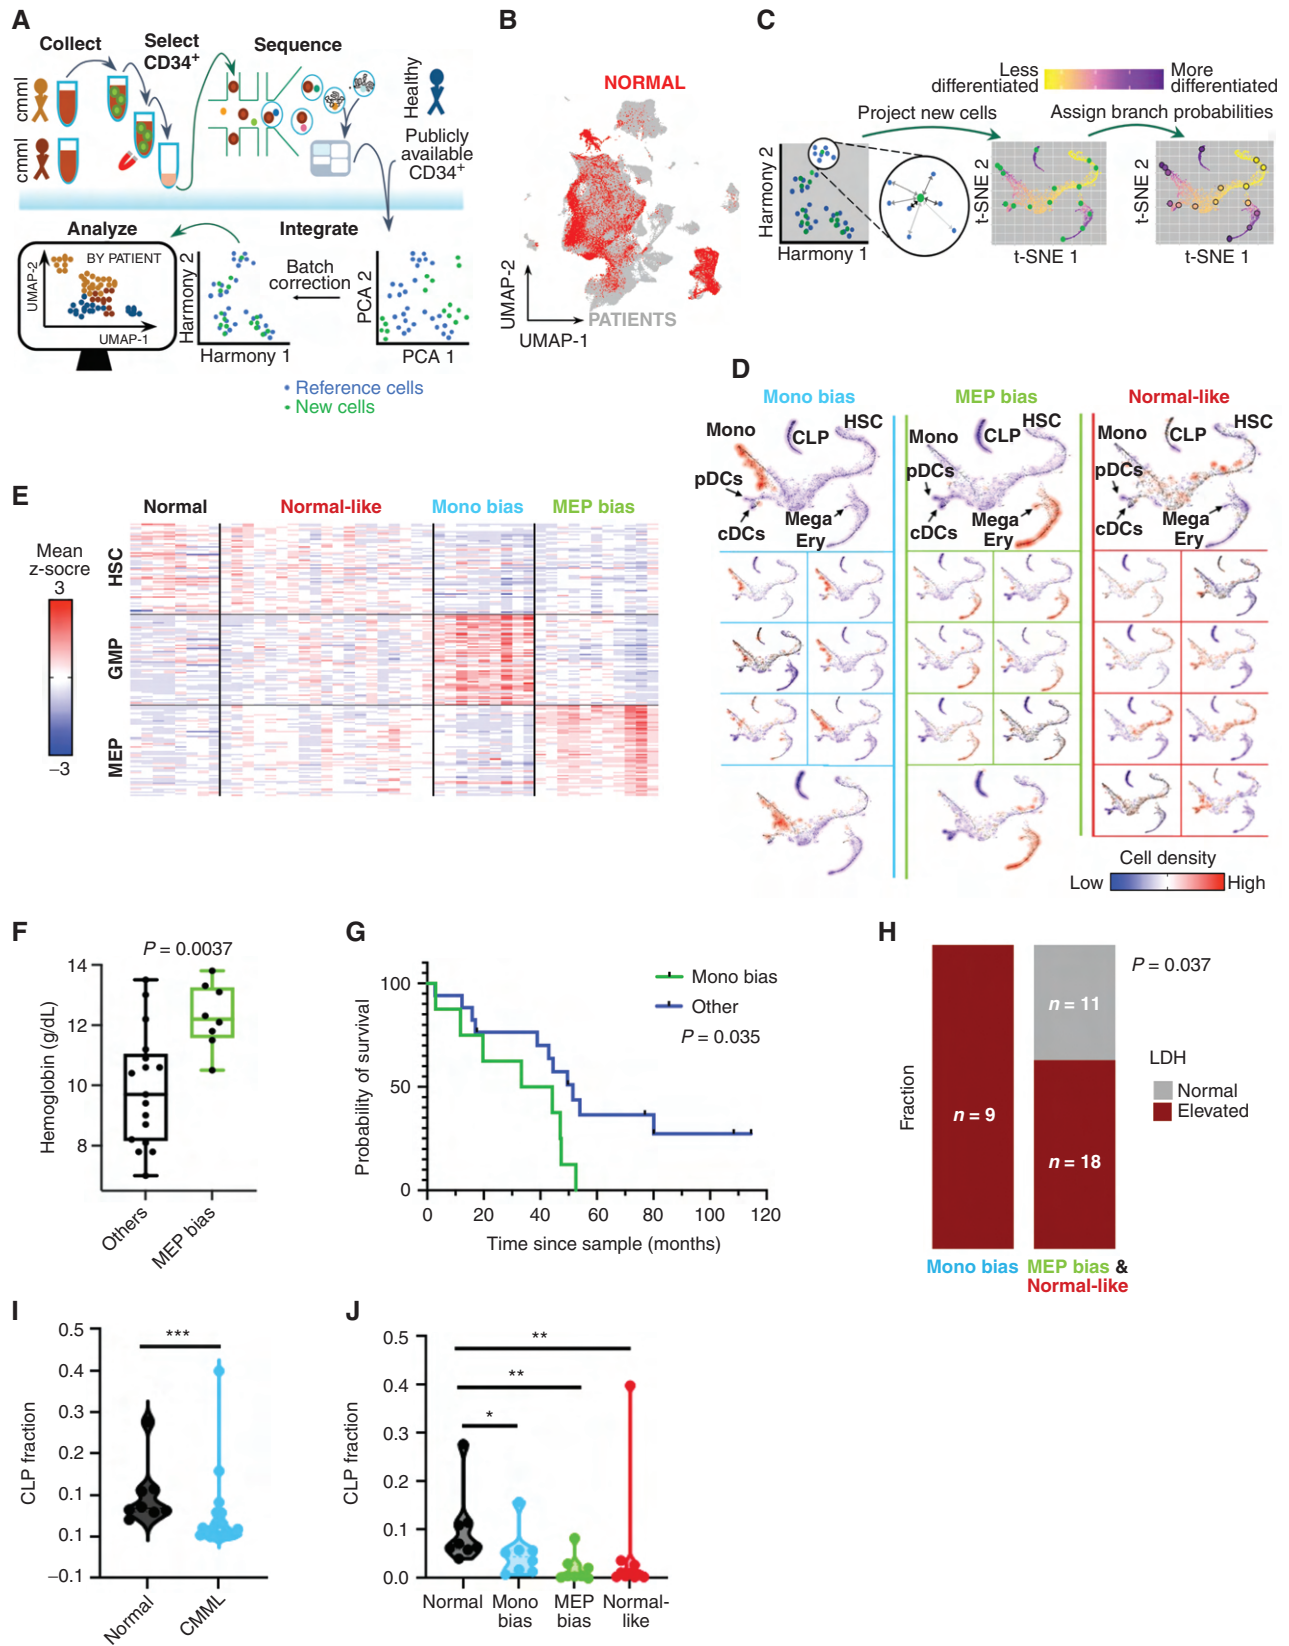 A
Collect
Select
CD34+
Sequence
cmml
cmml
Healthy
Publicly
available
CD34+
Analyze
Integrate
BY PATIENT
UMAP-2
UMAP-1
Harmony 2
Harmony 1
Batch
correction
PCA 2
PCA 1
• Reference cells
• New cells
B
NORMAL
PATIENTS
UMAP-2
UMAP-1
C
Less
differentiated
More
differentiated
Project new cells
Assign branch probabilities
Harmony 2
Harmony 1
t-SNE 2
t-SNE 1
t-SNE 2
t-SNE 1
D
Mono bias
MEP bias
Normal-like
Mono
CLP
HSC
pDCs
cDCs
Mega
Ery
Mono
CLP
HSC
pDCs
cDCs
Mega
Ery
Mono
CLP
HSC
pDCs
cDCs
Mega
Ery
Cell density
Low
High
E
Normal
Normal-like
Mono bias
MEP bias
Mean
z-socre
3
−3
HSC
GMP
MEP
F
P = 0.0037
Hemoglobin (g/dL)
14
12
10
8
Others
MEP bias
G
Probability of survival
100
50
0
Mono bias
Other
P = 0.035
0 20 40 60 80 100 120
Time since sample (months)
H
P = 0.037
Fraction
n = 9
n = 11
n = 18
LDH
Normal
Elevated
Mono bias
MEP bias &
Normal-like
I
***
CLP fraction
0.5
0.4
0.3
0.2
0.1
0.1
−0.1
Normal
CMML
J
**
**
*
CLP fraction
0.5
0.4
0.3
0.2
0.1
0.0
Normal
Mono
bias
MEP
bias
Normal-
like